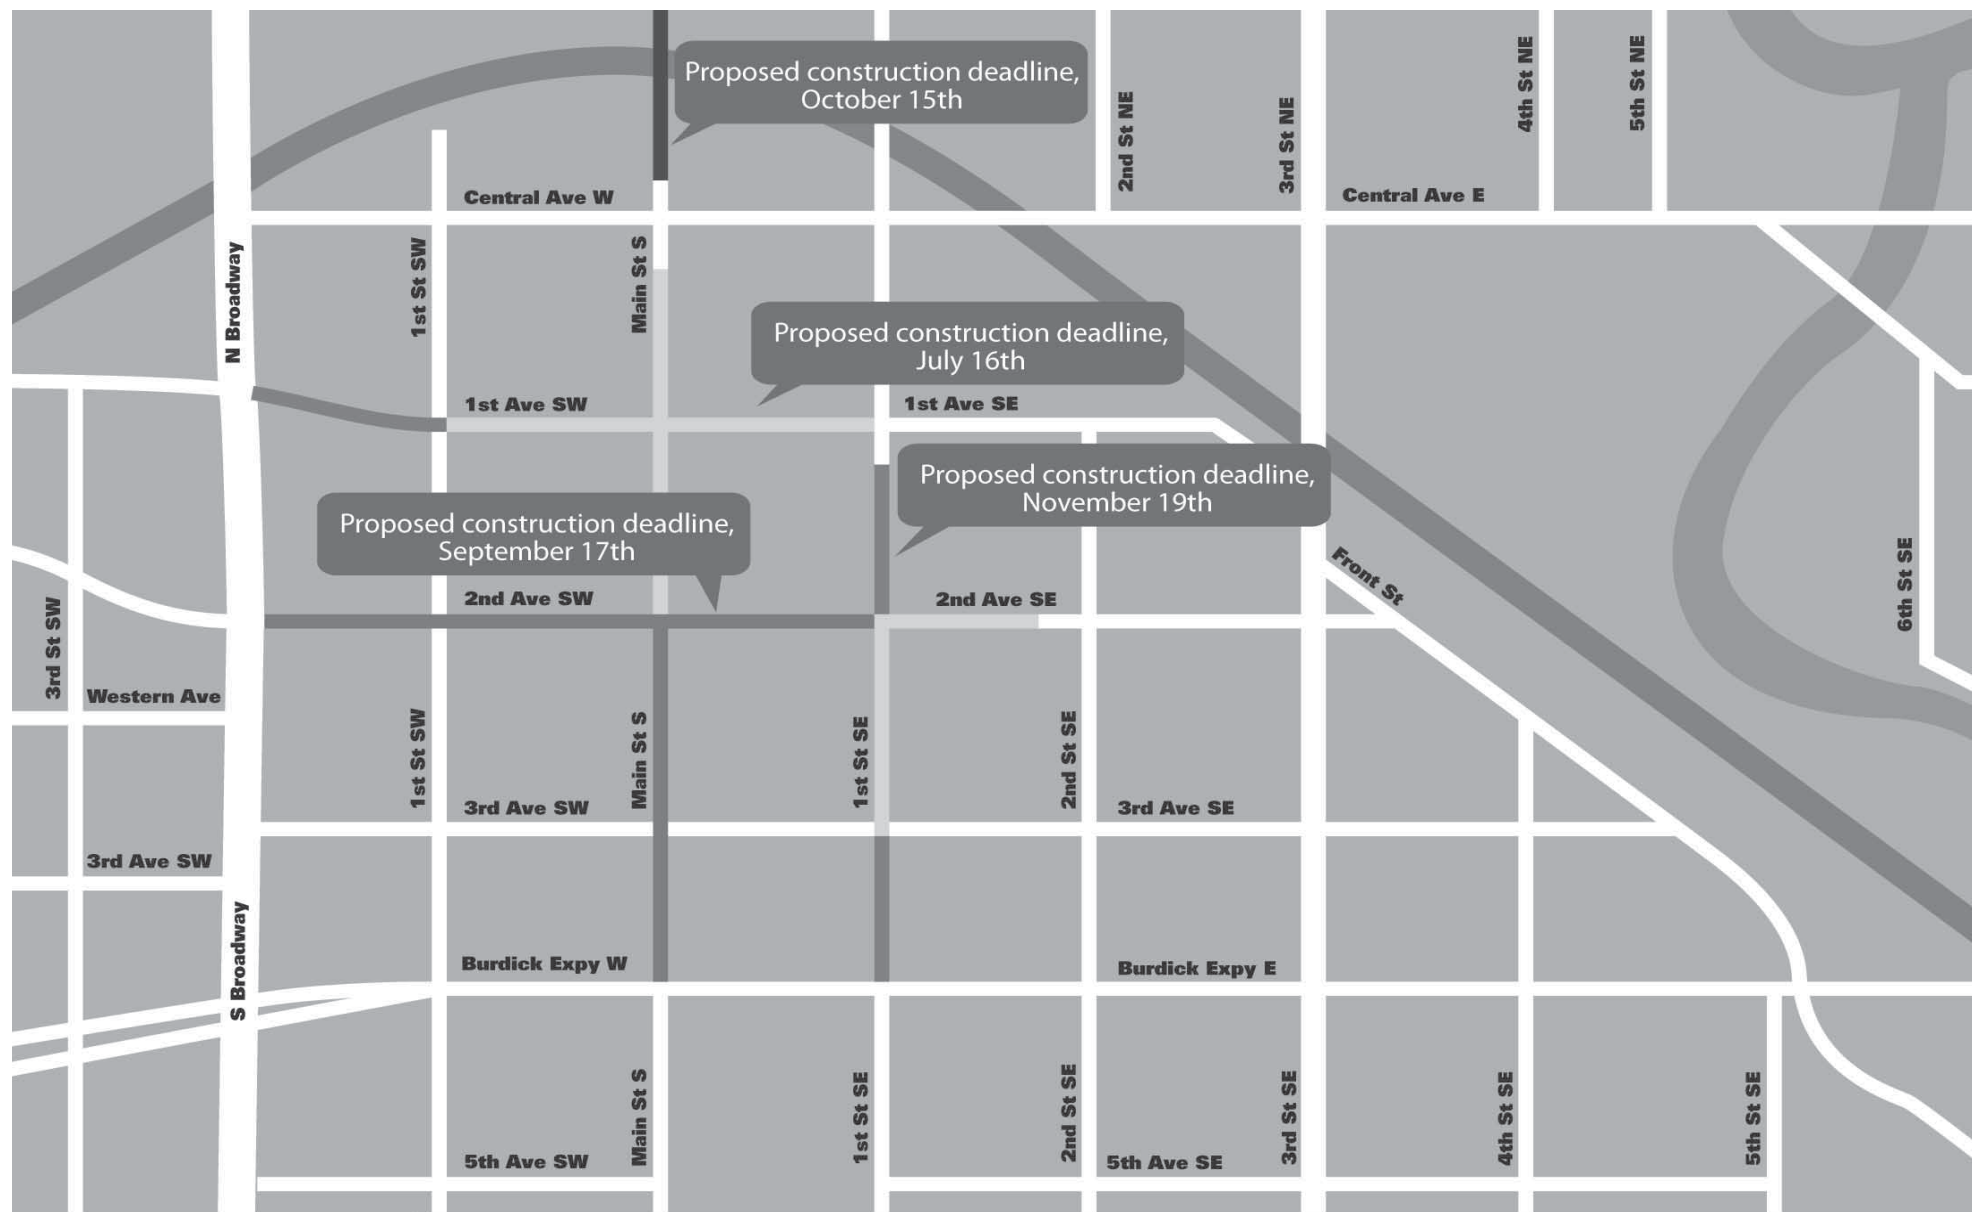 Proposed construction deadline,
October 15th
4th St NE
5th St NE
2nd St NE
3rd St NE
Central Ave W
Central Ave E
N Broadway
1st St SW
Main St S
Proposed construction deadline,
July 16th
1st Ave SW
1st Ave SE
Proposed construction deadline,
November 19th
Proposed construction deadline,
September 17th
Front St
6th St SE
2nd Ave SW
2nd Ave SE
3rd St SW
Western Ave
1st St SW
Main St S
1st St SE
2nd St SE
3rd Ave SW
3rd Ave SE
3rd Ave SW
S Broadway
Burdick Expy W
Burdick Expy E
Main St S
1st St SE
2nd St SE
3rd St SE
4th St SE
5th St SE
5th Ave SW
5th Ave SE